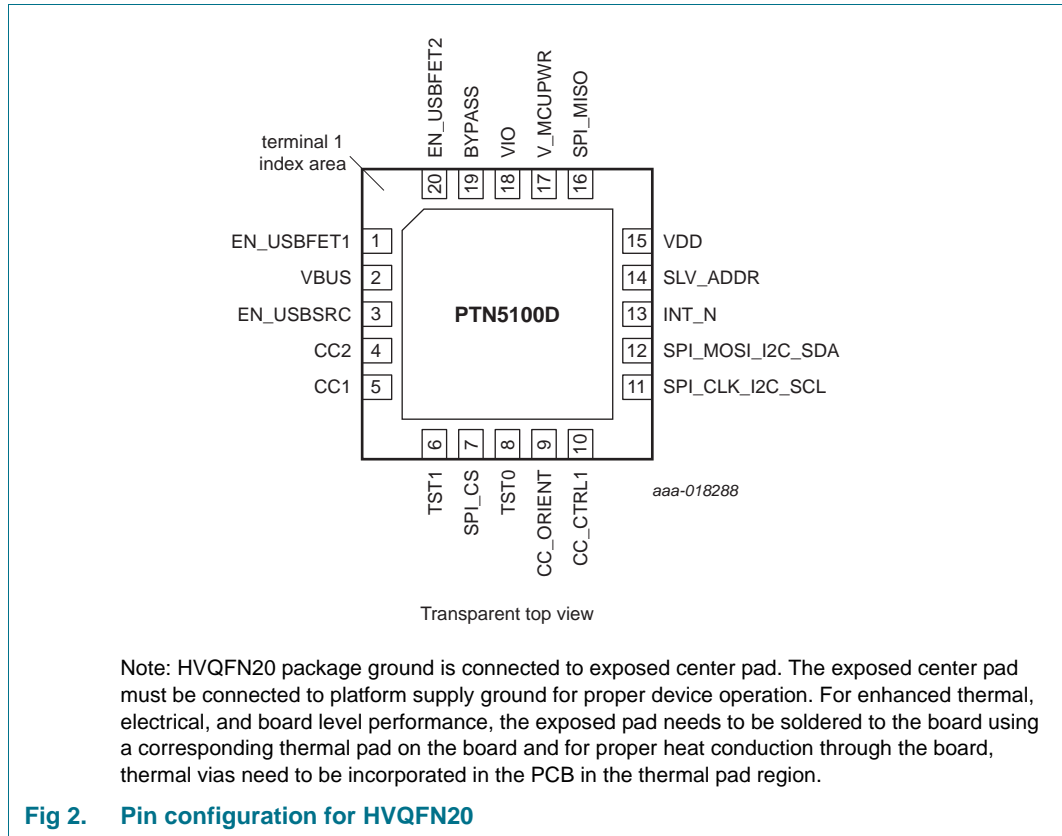 EN_USBFET2
BYPASS
VIO
V_MCUPWR
SPI_MISO
terminal 1
index area
20
19
18
17
16
EN_USBFET1 1
15 VDD
VBUS 2
14 SLV_ADDR
EN_USBSRC 3
PTN5100D
13 INT_N
CC2 4
12 SPI_MOSI_I2C_SDA
CC1 5
11 SPI_CLK_I2C_SCL
6
7
8
9
10
TST1
SPI_CS
TST0
CC_ORIENT
CC_CTRL1
aaa-018288
Transparent top view
Note: HVQFN20 package ground is connected to exposed center pad. The exposed center pad
must be connected to platform supply ground for proper device operation. For enhanced thermal,
electrical, and board level performance, the exposed pad needs to be soldered to the board using
a corresponding thermal pad on the board and for proper heat conduction through the board,
thermal vias need to be incorporated in the PCB in the thermal pad region.
Fig 2. Pin configuration for HVQFN20